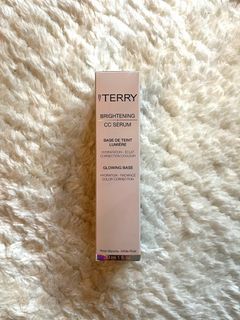 BY TERRY
BRIGHTENING
CC SERUM
BASE DE TEINT
LUMIÈRE
HYDRATATION - ÉCLAT
CORRECTION COULEUR
GLOWING BASE
HYDRATION - RADIANCE
COLOR CORRECTION